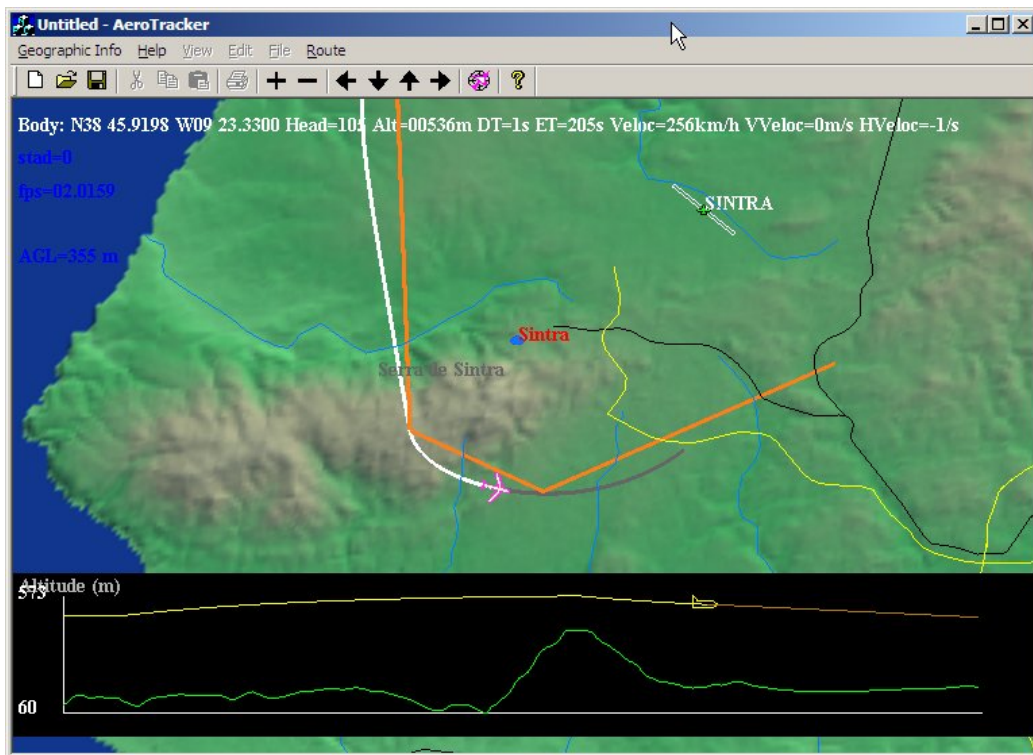 Untitled - AeroTracker
Geographic Info Help View Edit File Route
Body: N38 45.9198 W09 23.3300 Head=105 Alt=00536m DT=1s ET=205s Veloc=256km/h VVeloc=0m/s HVeloc=-1/s
stad=0
fps=02.0159
SINTRA
AGL=355 m
Sintra
Serra de Sintra
Altitude (m)
573
60